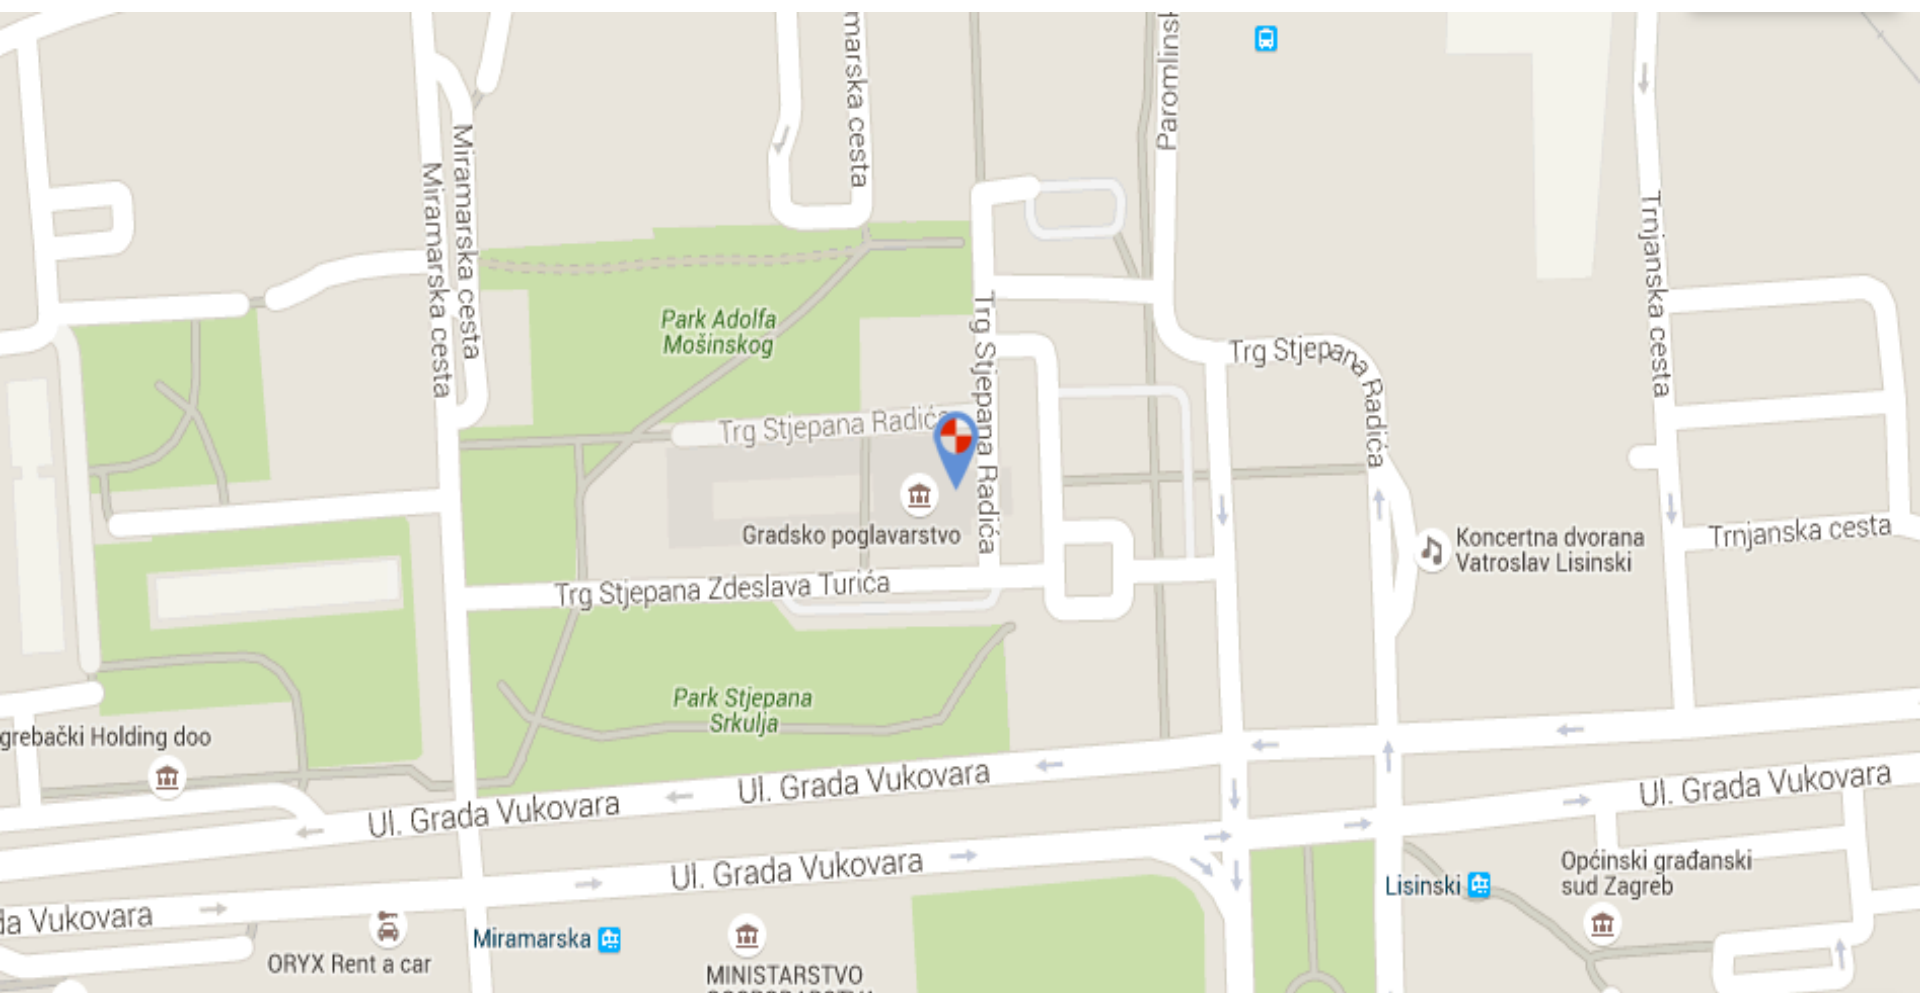 marska cesta
Paromlinsk
Miramarska cesta
Miramarska cesta
Trnjanska cesta
Park Adolfa
Mošinskog
Trg Stjepana Radića
Trg Stjepana Radića
Trg Stjepana Radića
Trg Stjepana Radića
Gradsko poglavarstvo
Koncertna dvorana
Vatroslav Lisinski
Trnjanska cesta
Trg Stjepana Zdeslava Turića
Park Stjepana
Srkulja
grebački Holding doo
Ul. Grada Vukovara
Ul. Grada Vukovara
Ul. Grada Vukovara
Ul. Grada Vukovara
da Vukovara
Općinski građanski
sud Zagreb
Lisinski
Miramarska
ORYX Rent a car
MINISTARSTVO